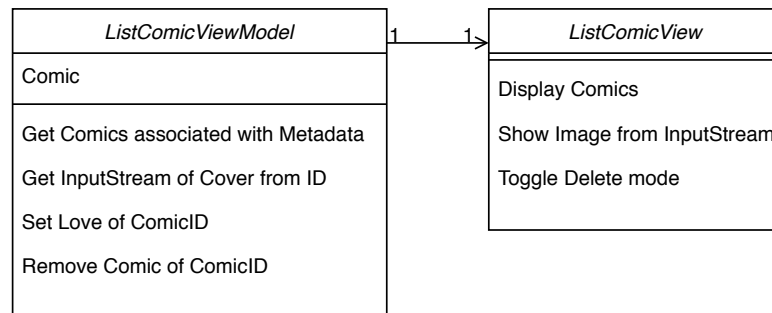 ListComicViewModel
Comic
Get Comics associated with Metadata
Get InputStream of Cover from ID
Set Love of ComicID
Remove Comic of ComicID
1
1
ListComicView
Display Comics
Show Image from InputStream
Toggle Delete mode